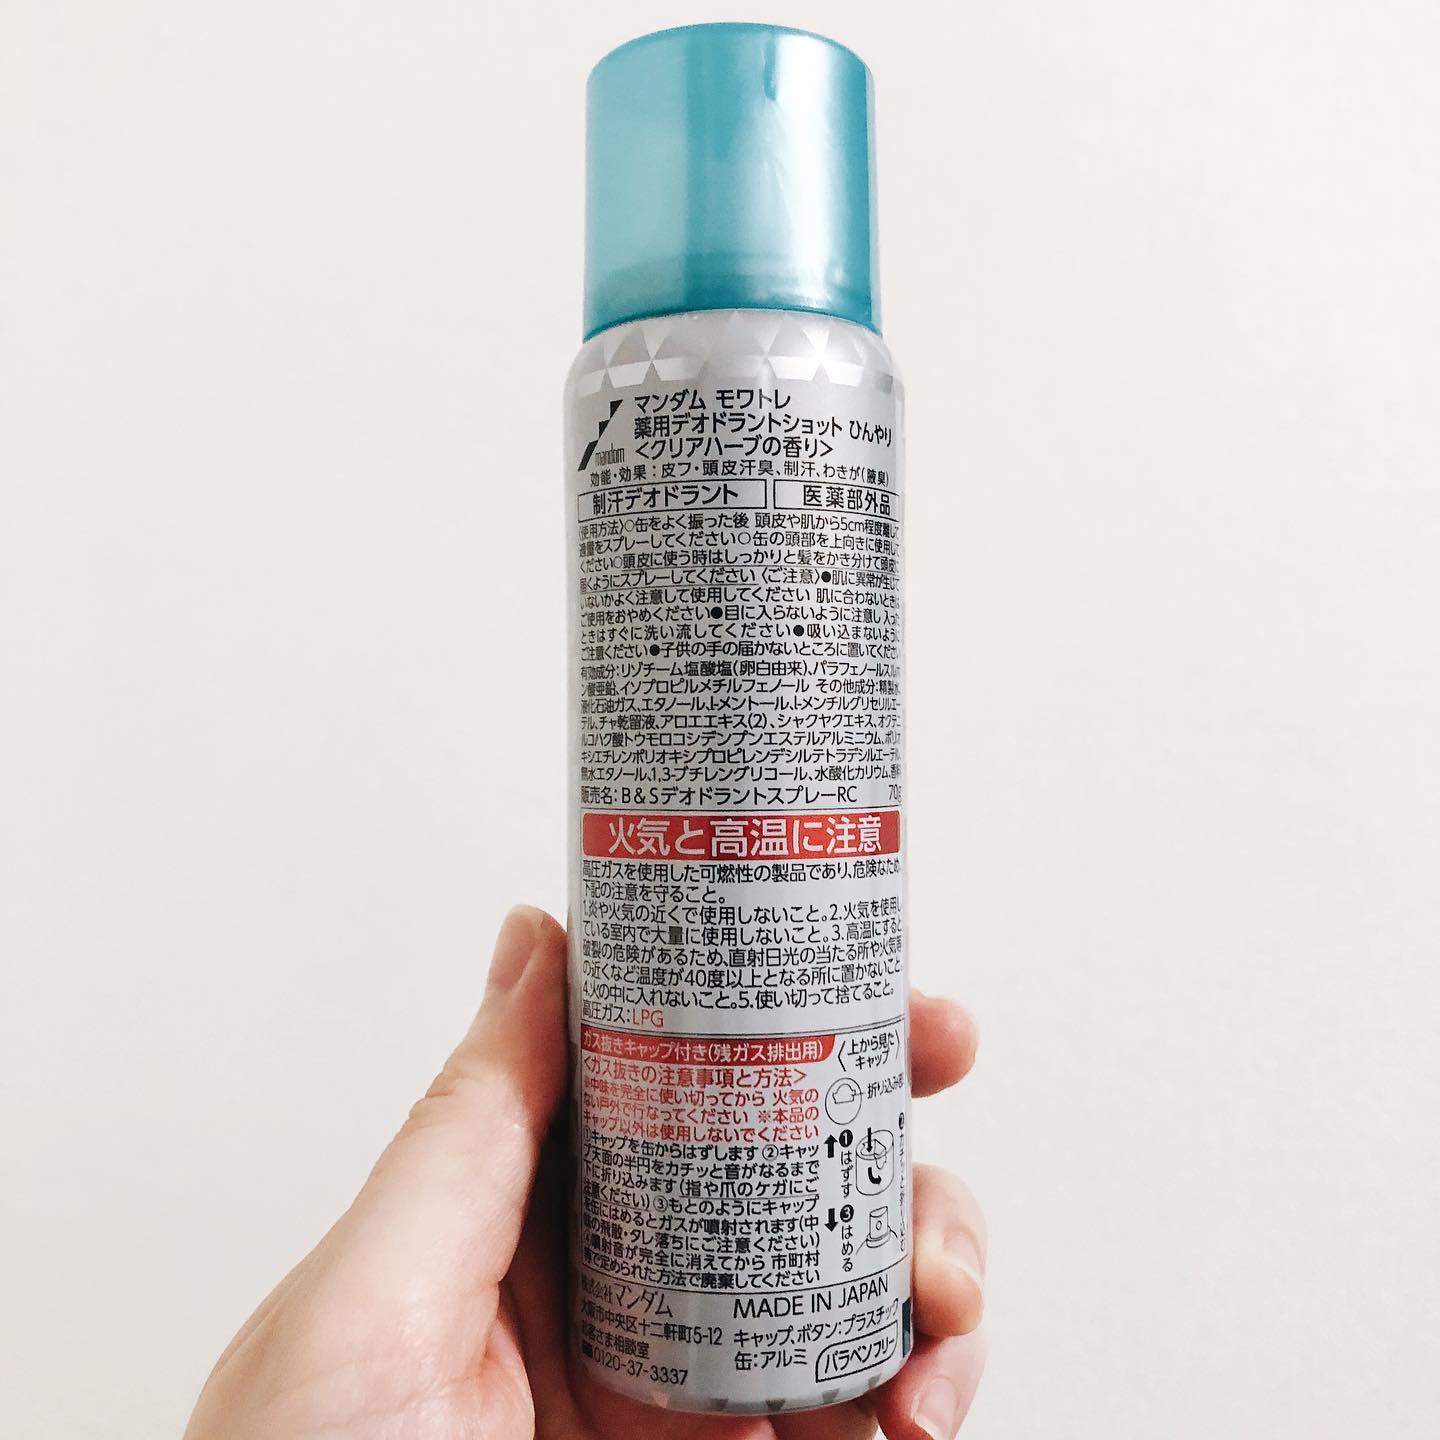 mandom
マンダム モワトレ
薬用デオドラントショット ひんやり
<クリアハーブの香り>
効能・効果:皮フ・頭皮汗臭、制汗、わきが(腋臭)
制汗デオドラント 医薬部外品
〈使用方法〉○缶をよく振った後 頭皮や肌から5cm程度離して
適量をスプレーしてください○缶の頭部を上向きに使用して
ください○頭皮に使う時はしっかりと髪をかき分けて頭皮に
届くようにスプレーしてください 〈ご注意〉●肌に異常が生じて
いないかよく注意して使用してください 肌に合わないときは
ご使用をおやめください●目に入らないように注意し 入った
ときはすぐに洗い流してください●吸い込まないように
ご注意ください●子供の手の届かないところに置いてください
有効成分:リゾチーム塩酸塩(卵白由来)、パラフェノールスルホ
ン酸亜鉛、イソプロピルメチルフェノール その他成分:精製水、
液化石油ガス、エタノール、l-メントール、l-メンチルグリセリルエー
テル、チャ乾留液、アロエエキス(2)、シャクヤクエキス、オクテニ
ルコハク酸トウモロコシデンプンエステルアルミニウム、ポリオ
キシエチレンポリオキシプロピレンデシルテトラデシルエーテル、
無水エタノール、1,3-ブチレングリコール、水酸化カリウム、香料
販売名:B&SデオドラントスプレーRC 70g
火気と高温に注意
高圧ガスを使用した可燃性の製品であり、危険なため、
下記の注意を守ること。
1.炎や火気の近くで使用しないこと。2.火気を使用し
ている室内で大量に使用しないこと。3.高温にすると
破裂の危険があるため、直射日光の当たる所や火気等
の近くなど温度が40度以上となる所に置かないこと。
4.火の中に入れないこと。5.使い切って捨てること。
高圧ガス:LPG
ガス抜きキャップ付き(残ガス排出用)
<ガス抜きの注意事項と方法>
※中味を完全に使い切ってから 火気の
ない戸外で行なってください ※本品の
キャップ以外は使用しないでください
①キャップを缶からはずします ②キャッ
プ天面の半円をカチッと音がなるまで
下に折り込みます(指や爪のケガにご
注意ください) ③もとのようにキャップ
を缶にはめるとガスが噴射されます(中
味の飛散・タレ落ちにご注意ください)
④噴射音が完全に消えてから 市町村
等で定められた方法で廃棄してください
〈上から見た
キャップ〉
折り込み
❶はずす
❷カチッと折り込む
❸はめる
株式会社マンダム
大阪市中央区十二軒町5-12
お客さま相談室
0120-37-3337
MADE IN JAPAN
キャップ、ボタン:プラスチック
缶:アルミ
パラベンフリー